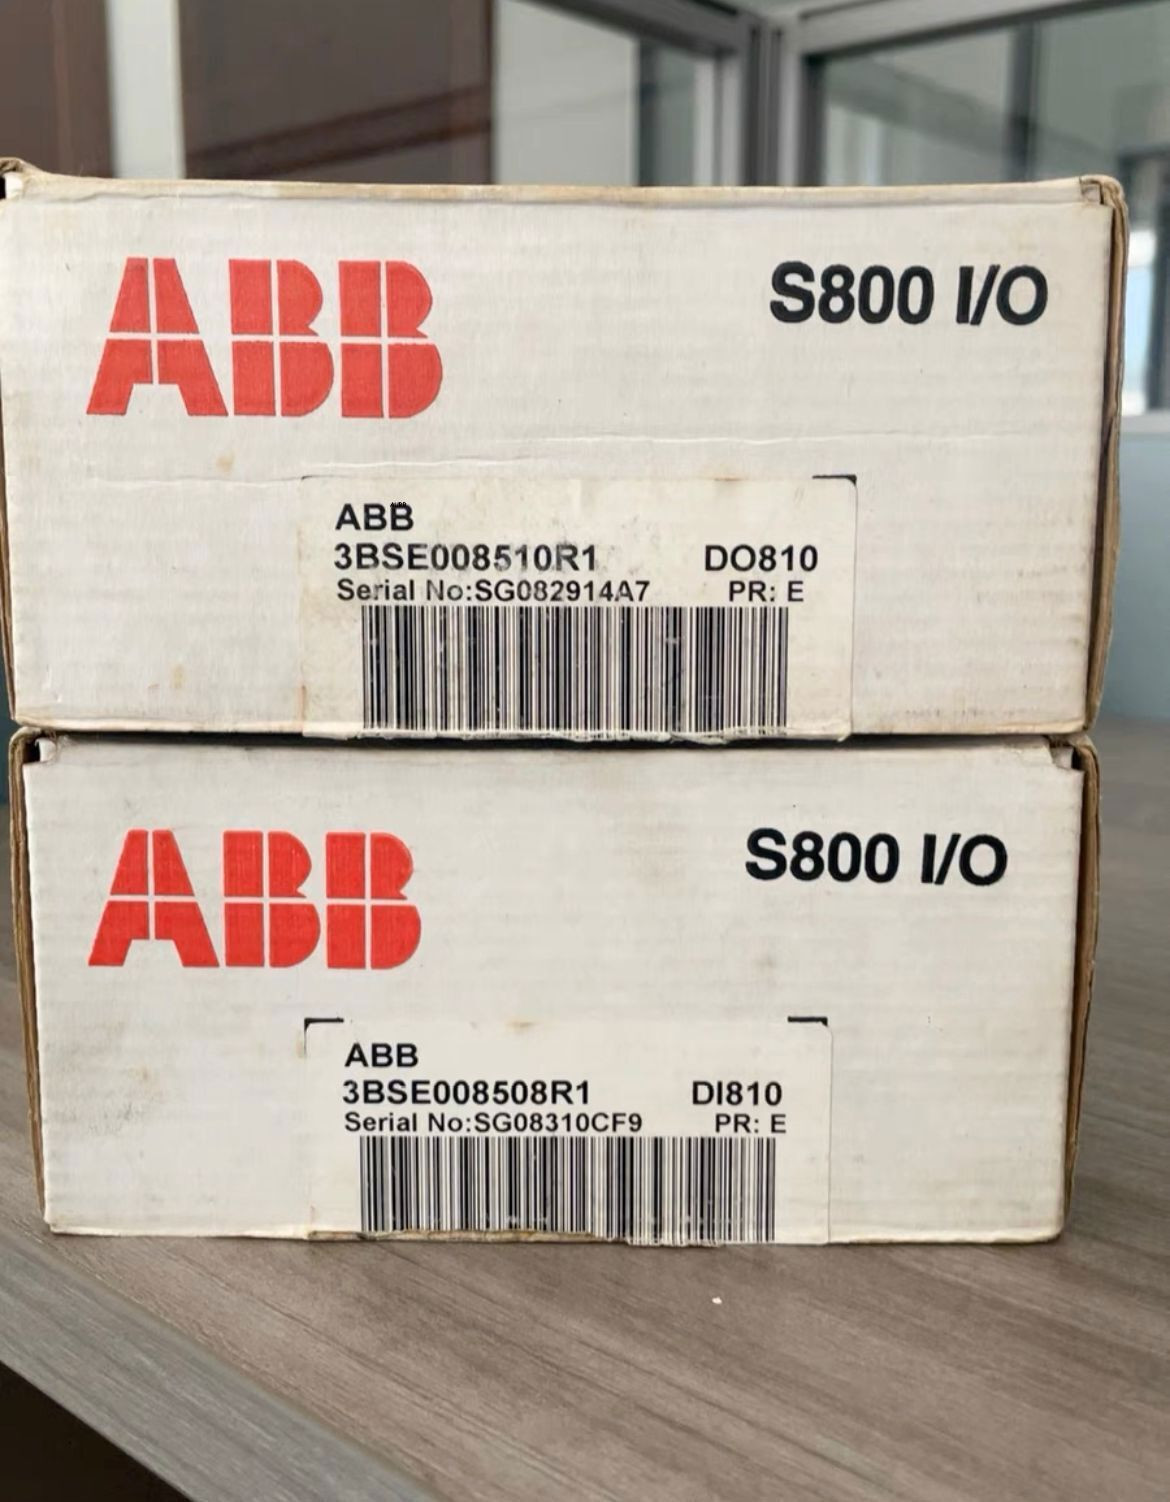 ABB
S800 I/O
ABB
3BSE008510R1 DO810
Serial No:SG082914A7 PR: E
ABB
S800 I/O
ABB
3BSE008508R1 DI810
Serial No:SG08310CF9 PR: E